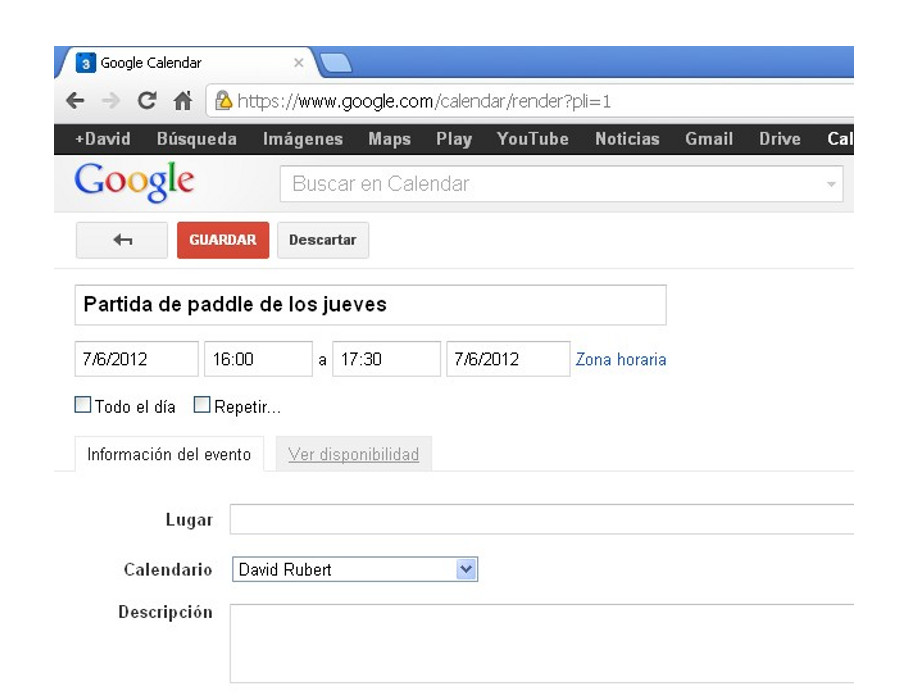 3 Google Calendar
https://www.google.com/calendar/render?pli=1
+David Búsqueda Imágenes Maps Play YouTube Noticias Gmail Drive Cal
Google Buscar en Calendar
GUARDAR Descartar
Partida de paddle de los jueves
7/6/2012 16:00 a 17:30 7/6/2012 Zona horaria
Todo el día Repetir...
Información del evento Ver disponibilidad
Lugar
Calendario David Rubert
Descripción